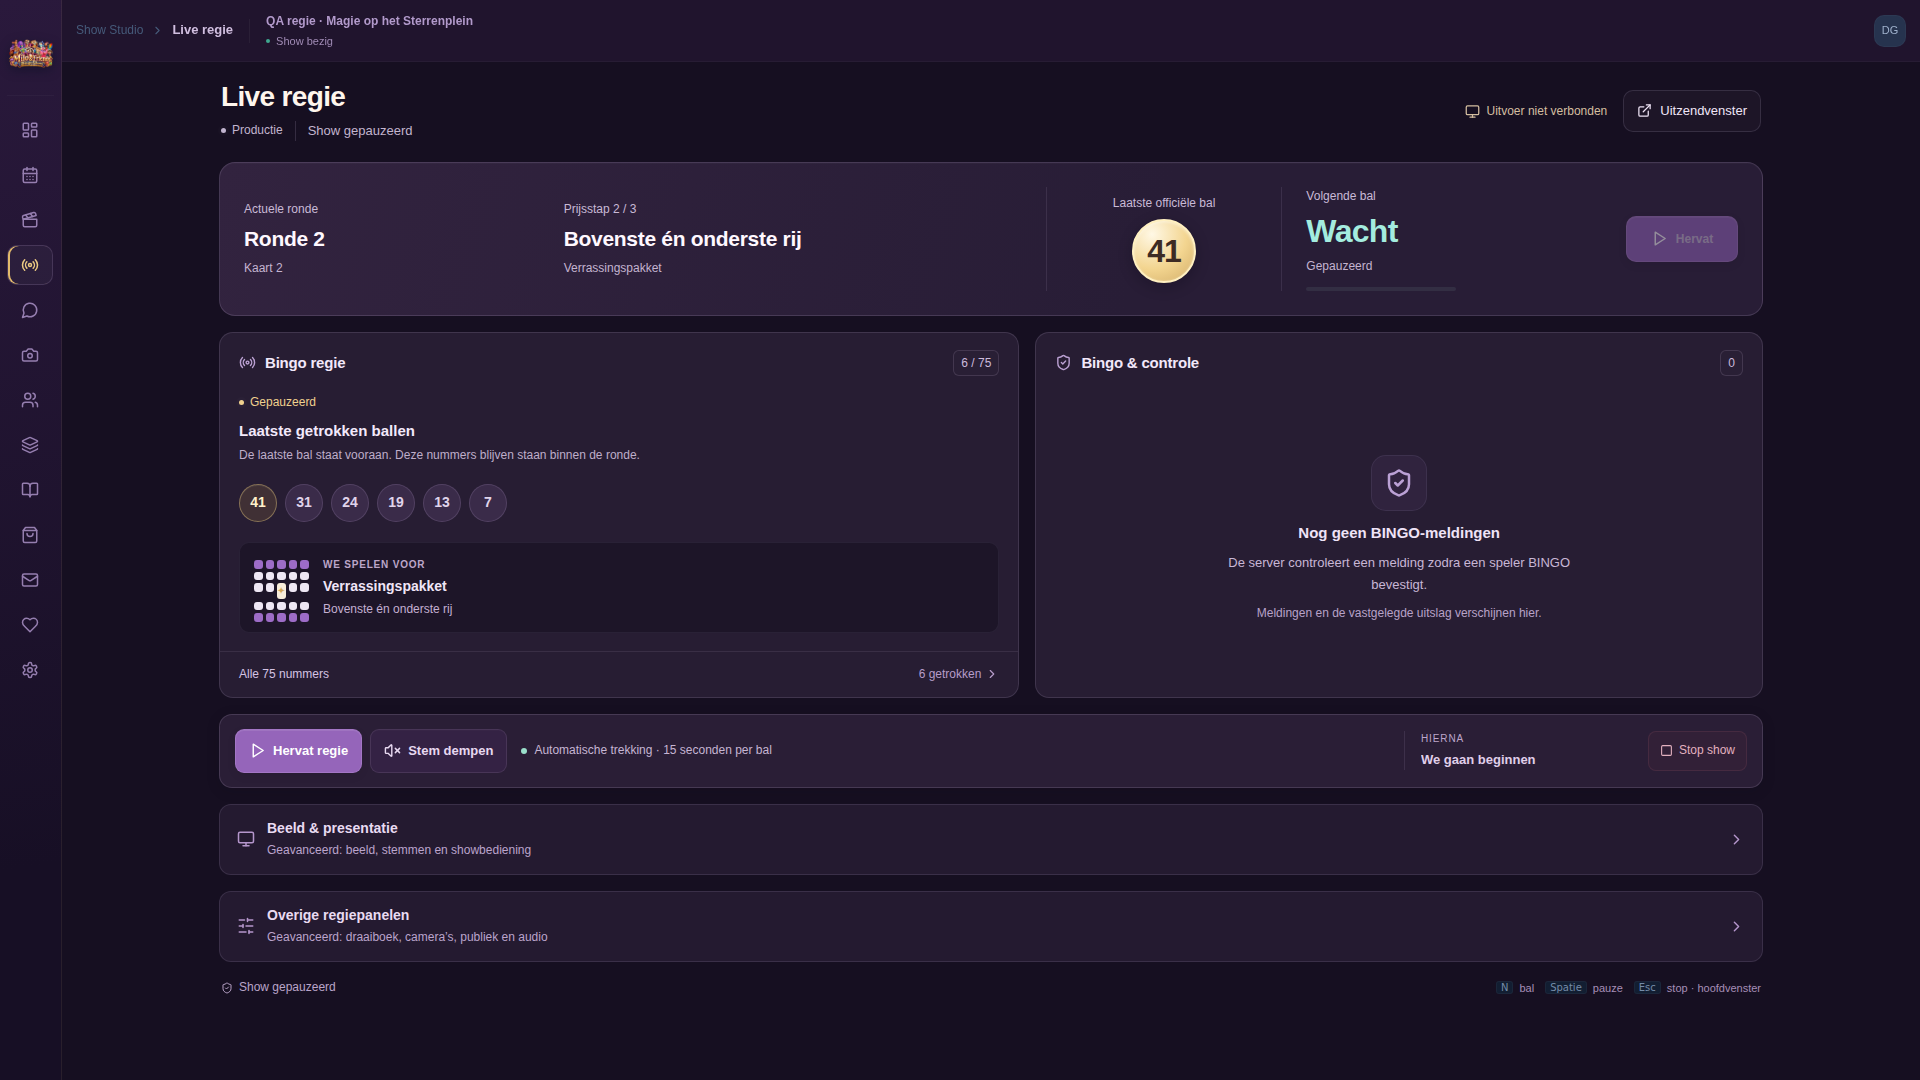 Show Studio
Live regie
QA regie · Magie op het Sterrenplein
Show bezig
DG
Live regie
Productie
Show gepauzeerd
Uitvoer niet verbonden
Uitzendvenster
Actuele ronde
Ronde 2
Kaart 2
Prijsstap 2 / 3
Bovenste én onderste rij
Verrassingspakket
Laatste officiële bal
41
Volgende bal
Wacht
Gepauzeerd
Hervat
Bingo regie
6 / 75
Gepauzeerd
Laatste getrokken ballen
De laatste bal staat vooraan. Deze nummers blijven staan binnen de ronde.
41 31 24 19 13 7
WE SPELEN VOOR
Verrassingspakket
Bovenste én onderste rij
Alle 75 nummers
6 getrokken
Bingo & controle
0
Nog geen BINGO-meldingen
De server controleert een melding zodra een speler BINGO
bevestigt.
Meldingen en de vastgelegde uitslag verschijnen hier.
Hervat regie
Stem dempen
Automatische trekking · 15 seconden per bal
HIERNA
We gaan beginnen
Stop show
Beeld & presentatie
Geavanceerd: beeld, stemmen en showbediening
Overige regiepanelen
Geavanceerd: draaiboek, camera's, publiek en audio
Show gepauzeerd
N bal Spatie pauze Esc stop · hoofdvenster